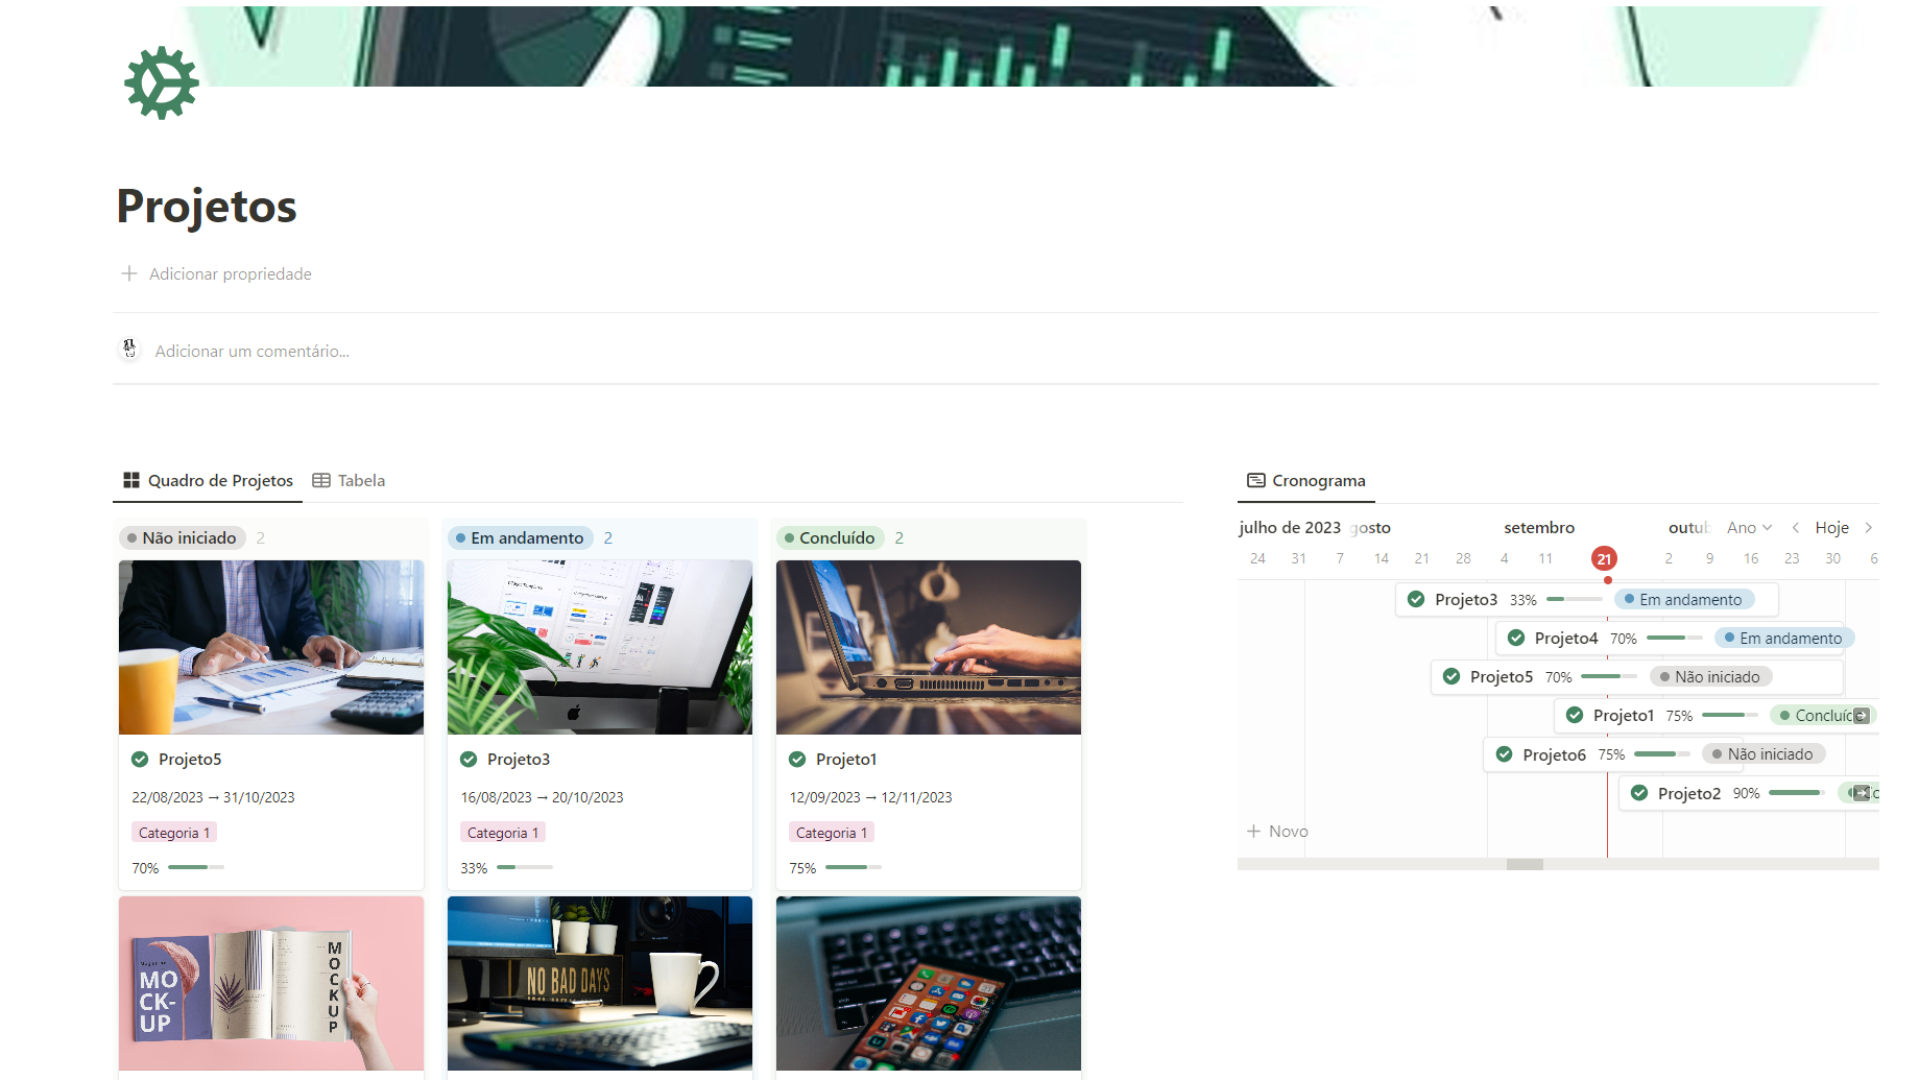 Projetos
Adicionar propriedade
Adicionar um comentário...
Quadro de Projetos
Tabela
Não iniciado 2
Em andamento 2
Concluído 2
Projeto5
22/08/2023 → 31/10/2023
Categoria 1
70%
Projeto3
16/08/2023 → 20/10/2023
Categoria 1
33%
Projeto1
12/09/2023 → 12/11/2023
Categoria 1
75%
MO
CK-
UP
MOCKUP
NO BAD DAYS
Cronograma
julho de 2023 gosto setembro outub Ano Hoje
24 31 7 14 21 28 4 11 21 2 9 16 23 30 6
Projeto3 33% Em andamento
Projeto4 70% Em andamento
Projeto5 70% Não iniciado
Projeto1 75% Concluíd
Projeto6 75% Não iniciado
Projeto2 90% Co
+ Novo